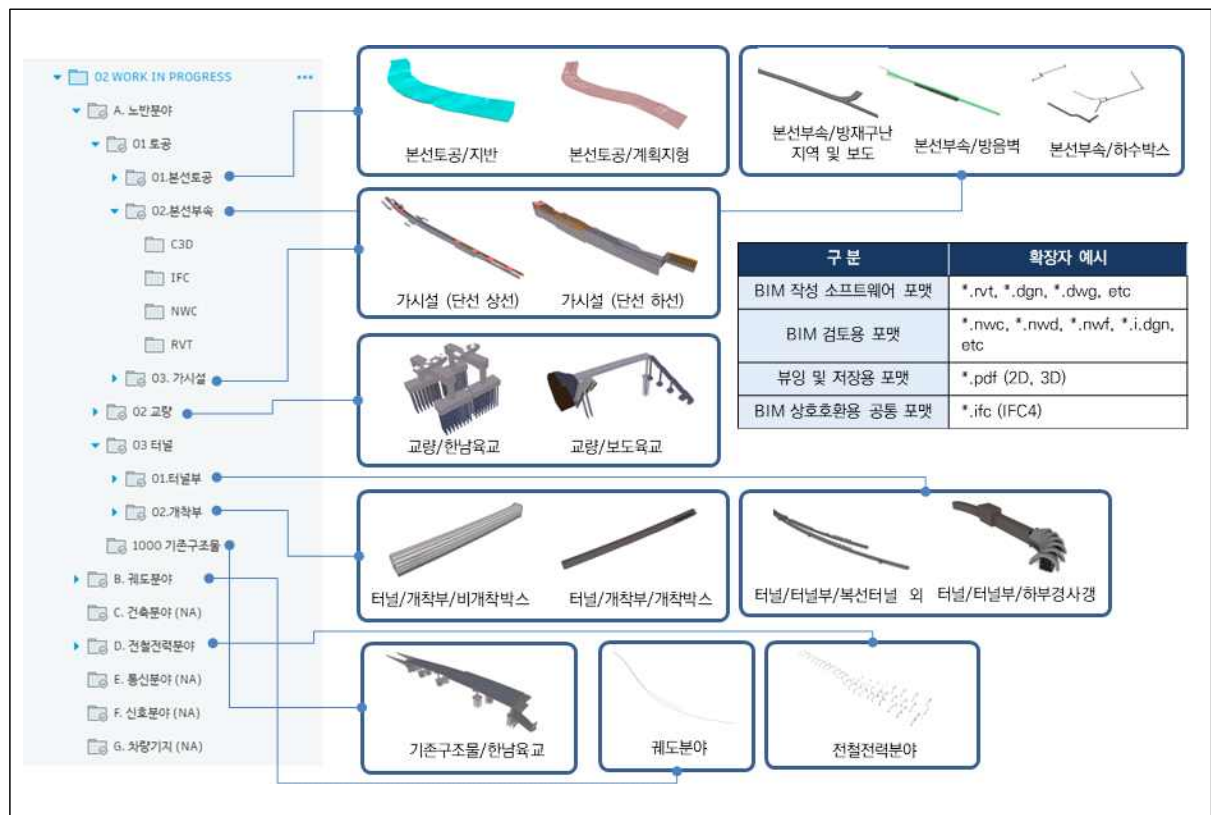 02 WORK IN PROGRESS
A. 노반분야
01 토공
01.본선토공
02.본선부속
C3D
IFC
NWC
RVT
03. 가시설
02 교량
03 터널
01.터널부
02.개착부
1000 기존구조물
B. 궤도분야
C. 건축분야 (NA)
D. 전철전력분야
E. 통신분야 (NA)
F. 신호분야 (NA)
G. 차량기지 (NA)
본선토공/지반
본선토공/계획지형
본선부속/방재구난
지역 및 보도
본선부속/방음벽
본선부속/하수박스
가시설 (단선 상선)
가시설 (단선 하선)
구 분
확장자 예시
BIM 작성 소프트웨어 포맷
*.rvt, *.dgn, *.dwg, etc
BIM 검토용 포맷
*.nwc, *.nwd, *.nwf, *.i.dgn,
etc
뷰잉 및 저장용 포맷
*.pdf (2D, 3D)
BIM 상호호환용 공통 포맷
*.ifc (IFC4)
교량/한남육교
교량/보도육교
터널/개착부/비개착박스
터널/개착부/개착박스
터널/터널부/복선터널 외
터널/터널부/하부경사갱
기존구조물/한남육교
궤도분야
전철전력분야